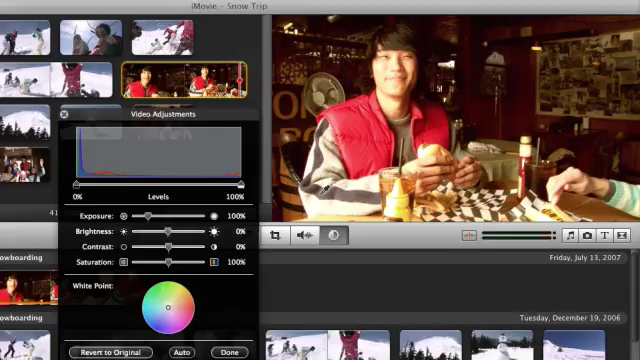 iMovie – Snow Trip
Video Adjustments
0% Levels 100%
41
Exposure: 100%
Brightness: 0%
Contrast: 0%
Saturation: 100%
White Point:
Revert to Original Auto Done
owboarding
Friday, July 13, 2007
owboarding
Tuesday, December 19, 2006
T